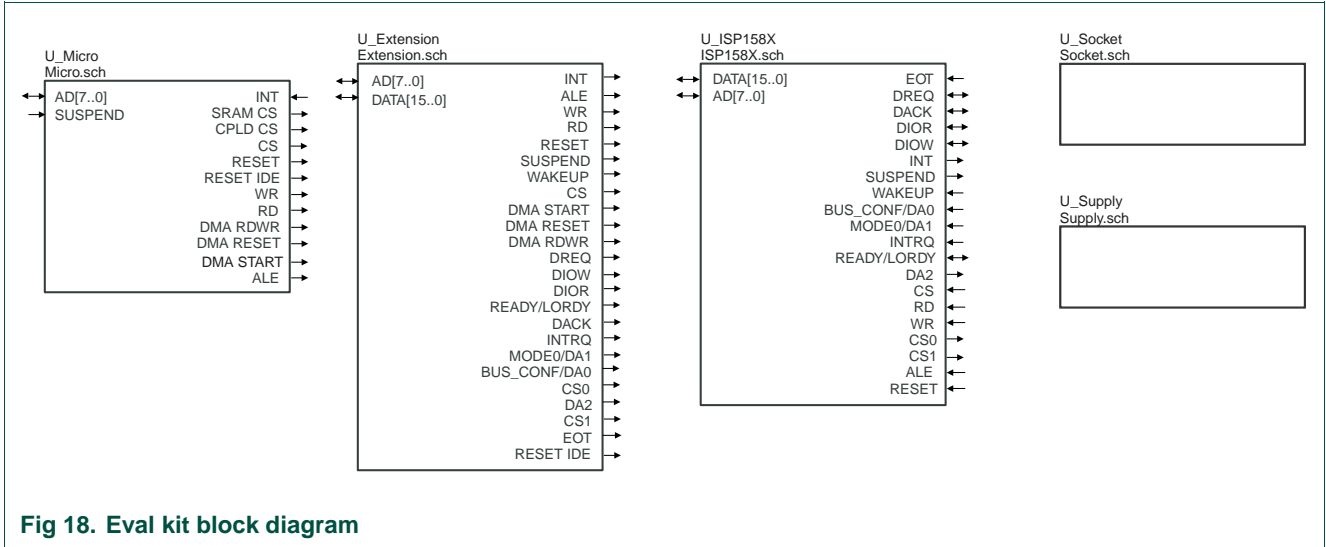 U_Micro
Micro.sch
AD[7..0]
SUSPEND
INT
SRAM CS
CPLD CS
CS
RESET
RESET IDE
WR
RD
DMA RDWR
DMA RESET
DMA START
ALE
U_Extension
Extension.sch
AD[7..0]
DATA[15..0]
INT
ALE
WR
RD
RESET
SUSPEND
WAKEUP
CS
DMA START
DMA RESET
DMA RDWR
DREQ
DIOW
DIOR
READY/LORDY
DACK
INTRQ
MODE0/DA1
BUS_CONF/DA0
CS0
DA2
CS1
EOT
RESET IDE
U_ISP158X
ISP158X.sch
DATA[15..0]
AD[7..0]
EOT
DREQ
DACK
DIOR
DIOW
INT
SUSPEND
WAKEUP
BUS_CONF/DA0
MODE0/DA1
INTRQ
READY/LORDY
DA2
CS
RD
WR
CS0
CS1
ALE
RESET
U_Socket
Socket.sch
U_Supply
Supply.sch
Fig 18. Eval kit block diagram